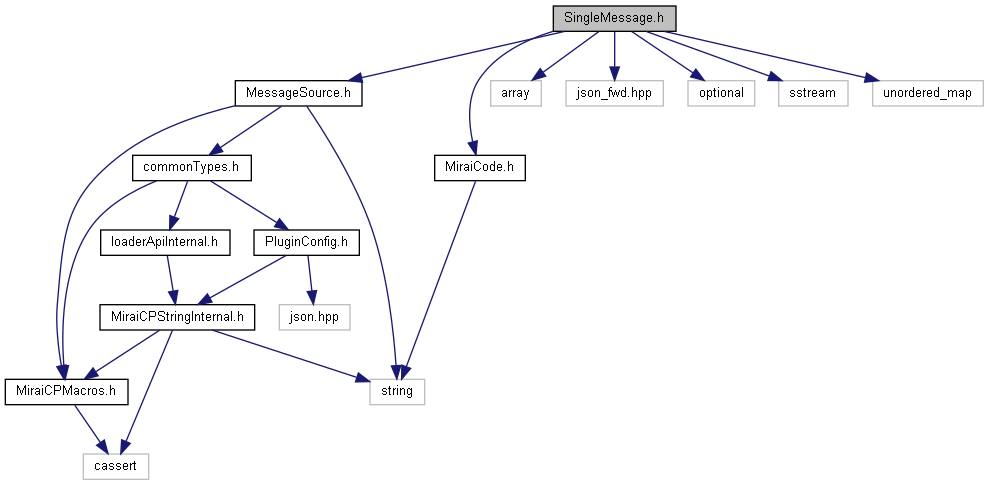 SingleMessage.h
MessageSource.h
array
json_fwd.hpp
optional
sstream
unordered_map
commonTypes.h
MiraiCode.h
loaderApiInternal.h
PluginConfig.h
MiraiCPStringInternal.h
json.hpp
MiraiCPMacros.h
string
cassert